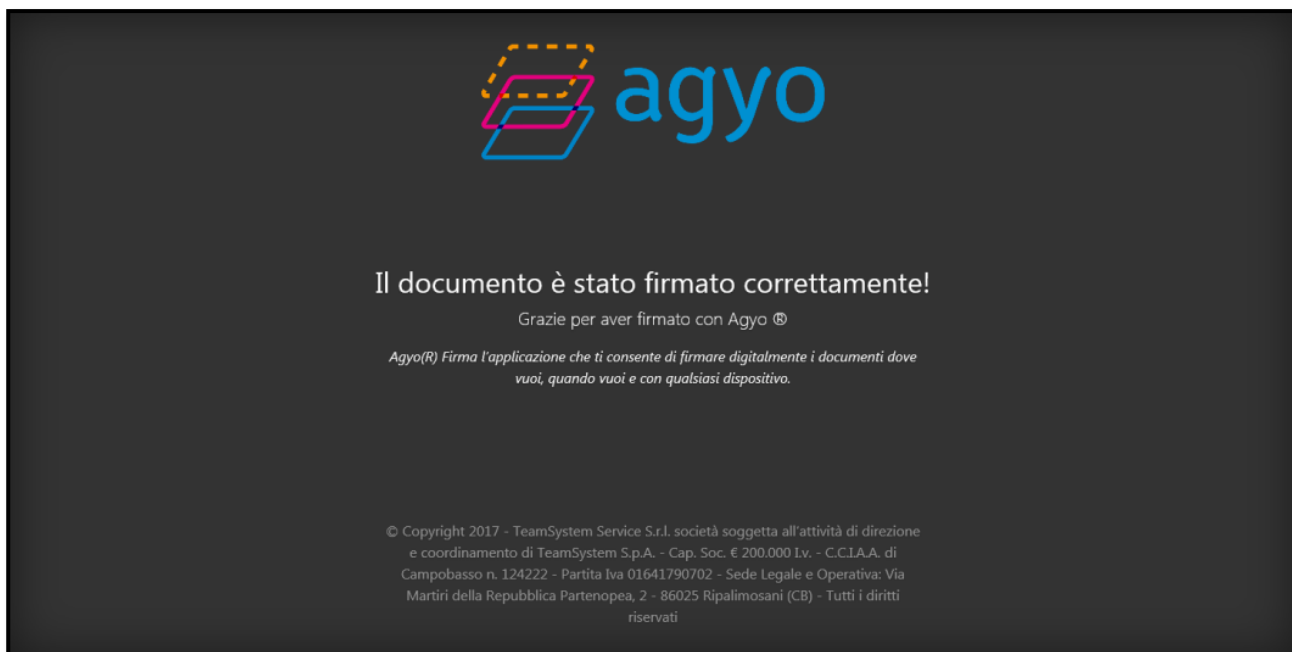 agyo
Il documento è stato firmato correttamente!
Grazie per aver firmato con Agyo ®
Agyo(R) Firma l'applicazione che ti consente di firmare digitalmente i documenti dove
vuoi, quando vuoi e con qualsiasi dispositivo.
© Copyright 2017 - TeamSystem Service S.r.l. società soggetta all'attività di direzione
e coordinamento di TeamSystem S.p.A. - Cap. Soc. € 200.000 I.v. - C.C.I.A.A. di
Campobasso n. 124222 - Partita Iva 01641790702 - Sede Legale e Operativa: Via
Martiri della Repubblica Partenopea, 2 - 86025 Ripalimosani (CB) - Tutti i diritti
riservati